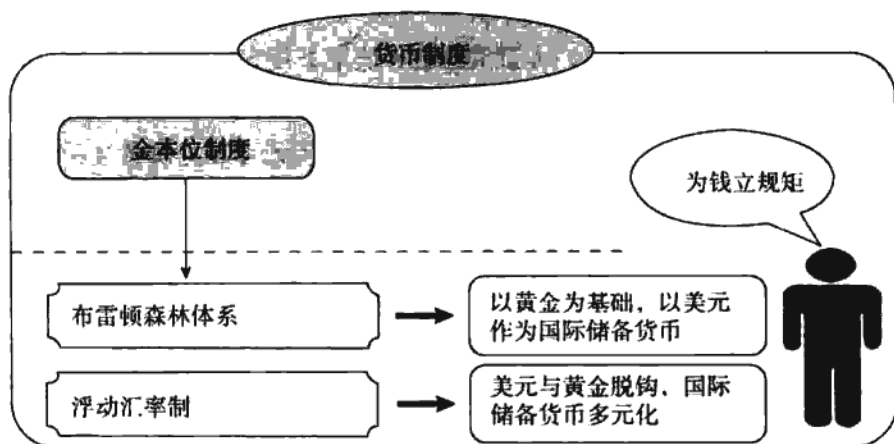 货币制度
金本位制度
为钱立规矩
布雷顿森林体系
以黄金为基础，以美元
作为国际储备货币
浮动汇率制
美元与黄金脱钩、国际
储备货币多元化